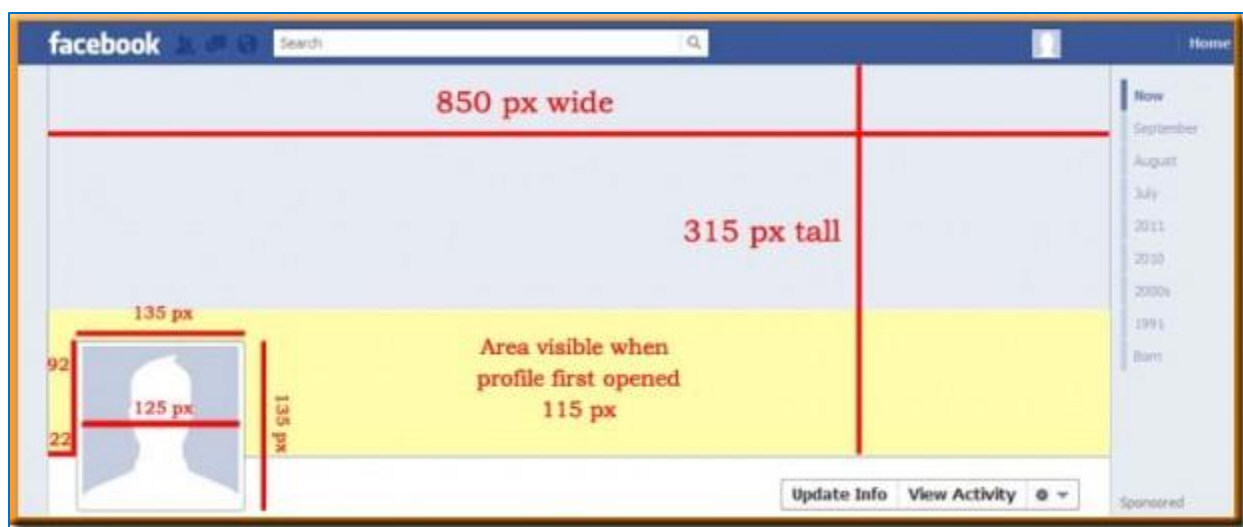 facebook
Search
Home
850 px wide
Now
September
August
July
315 px tall
2011
2010
2000s
135 px
1991
Area visible when
92
profile first opened
Born
125 px
135 px
115 px
22
Update Info
View Activity
Sponsored